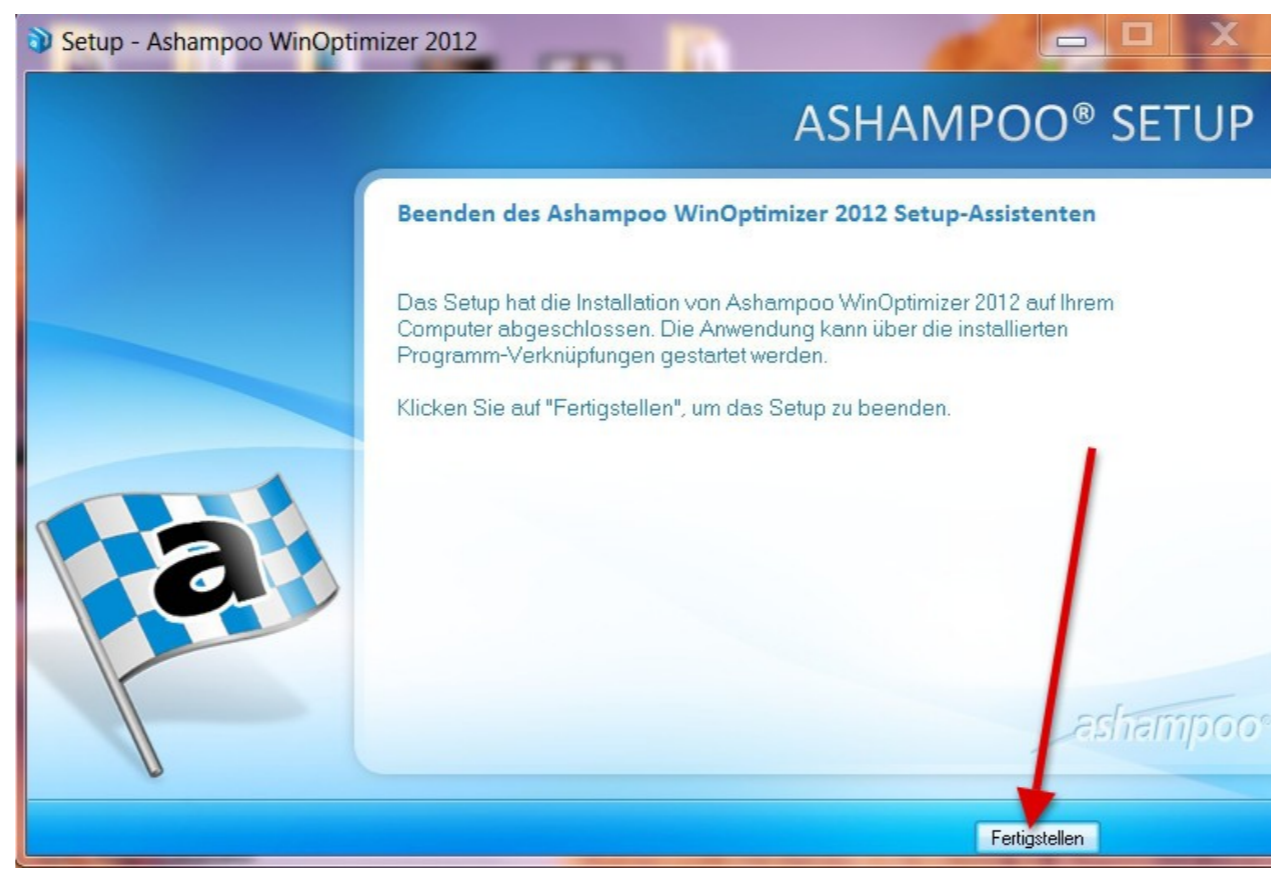 Setup - Ashampoo WinOptimizer 2012
ASHAMPOO® SETUP
Beenden des Ashampoo WinOptimizer 2012 Setup-Assistenten
Das Setup hat die Installation von Ashampoo WinOptimizer 2012 auf Ihrem
Computer abgeschlossen. Die Anwendung kann über die installierten
Programm-Verknüpfungen gestartet werden.
Klicken Sie auf "Fertigstellen", um das Setup zu beenden.
a
ashampoo®
Fertigstellen